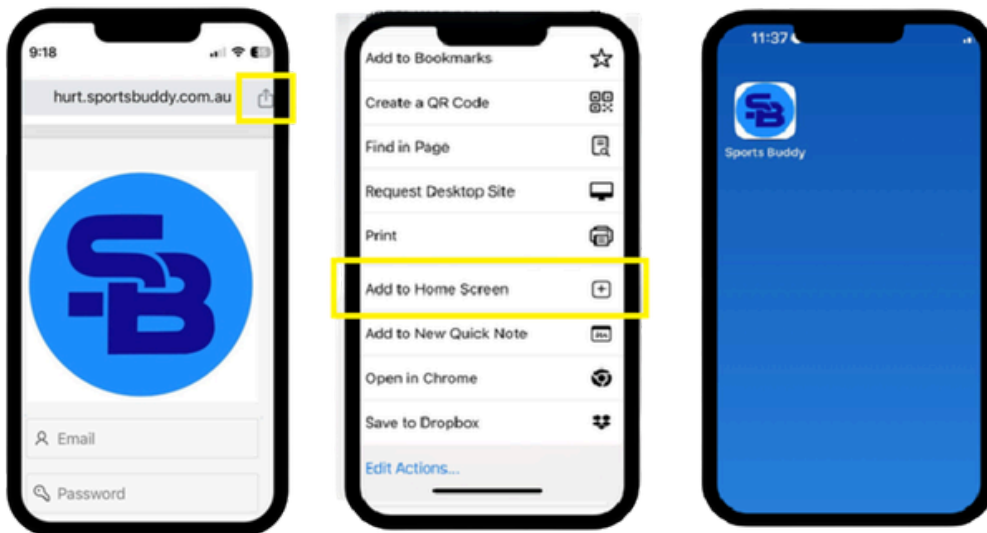 9:18
hurt.sportsbuddy.com.au
SB
Email
Password
Add to Bookmarks
Create a QR Code
Find in Page
Request Desktop Site
Print
Add to Home Screen
Add to New Quick Note
Open in Chrome
Save to Dropbox
Edit Actions...
11:37
SB
Sports Buddy